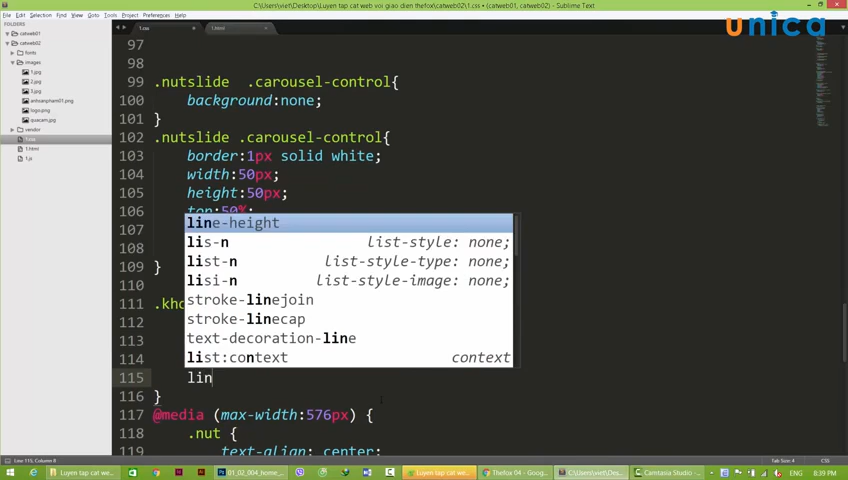 C:\Users\viet\Desktop\Luyen tap cat web voi giao dien thefox\catweb02\1.css • (catweb01, catweb02) - Sublime Text
File Edit Selection Find View Goto Tools Project Preferences Help
unica
FOLDERS
catweb01
catweb02
fonts
images
1.jpg
2.jpg
3.jpg
anhsanpham01.png
logo.png
quacam.jpg
vendor
1.css
1.html
1.js
1.css
1.html
97
98
99 .nutslide .carousel-control{
100 background:none;
101 }
102 .nutslide .carousel-control{
103 border:1px solid white;
104 width:50px;
105 height:50px;
106 top:50%;
107
108
109 }
110
111 .kho
112
113
114
115 lin
116 }
117 @media (max-width:576px) {
118 .nut {
119 text-align: center;
line-height
lis-n list-style: none;
list-n list-style-type: none;
lisi-n list-style-image: none;
stroke-linejoin
stroke-linecap
text-decoration-line
list:context context
Line 115, Column 8
Tab Size: 4
CSS
Luyen tap cat we...
01_02_004_home_...
Luyen tap cat we...
Thefox 04 - Goog...
C:\Users\viet\Des...
Camtasia Studio -...
ENG
8:39 PM